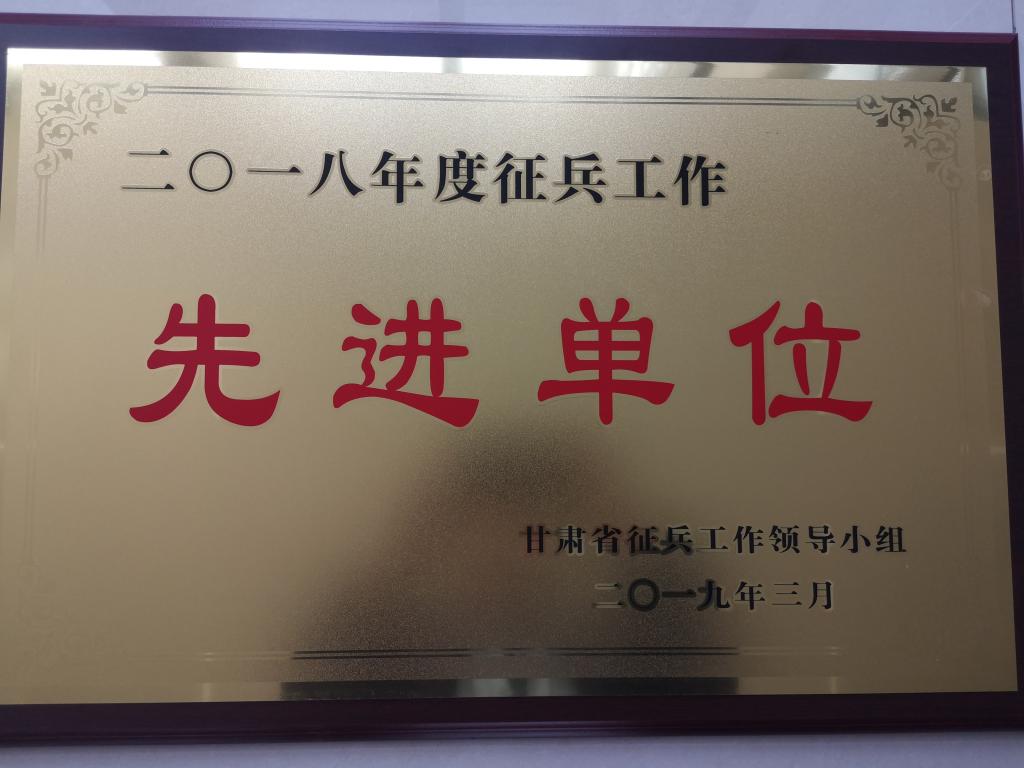 二〇一八年度征兵工作
先进单位
甘肃省征兵工作领导小组
二〇一九年三月